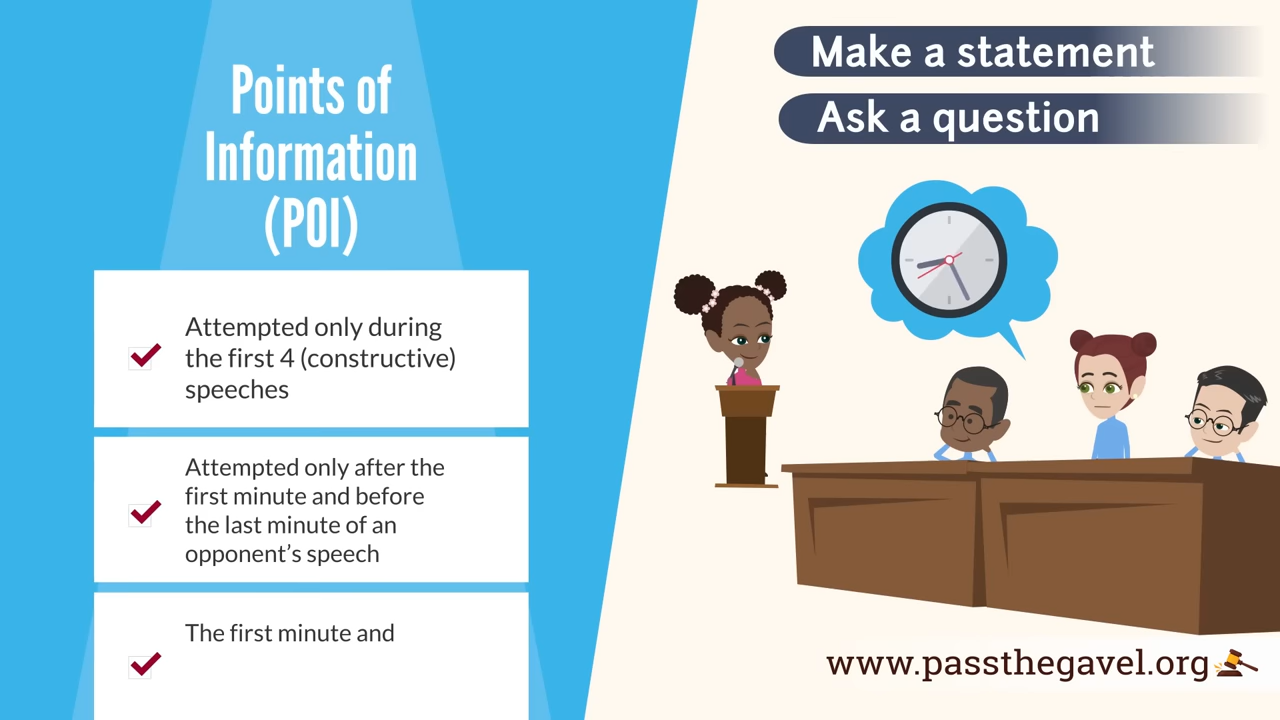 Points of
Information
(POI)
Attempted only during
the first 4 (constructive)
speeches
Attempted only after the
first minute and before
the last minute of an
opponent’s speech
The first minute and
Make a statement
Ask a question
www.passthegavel.org